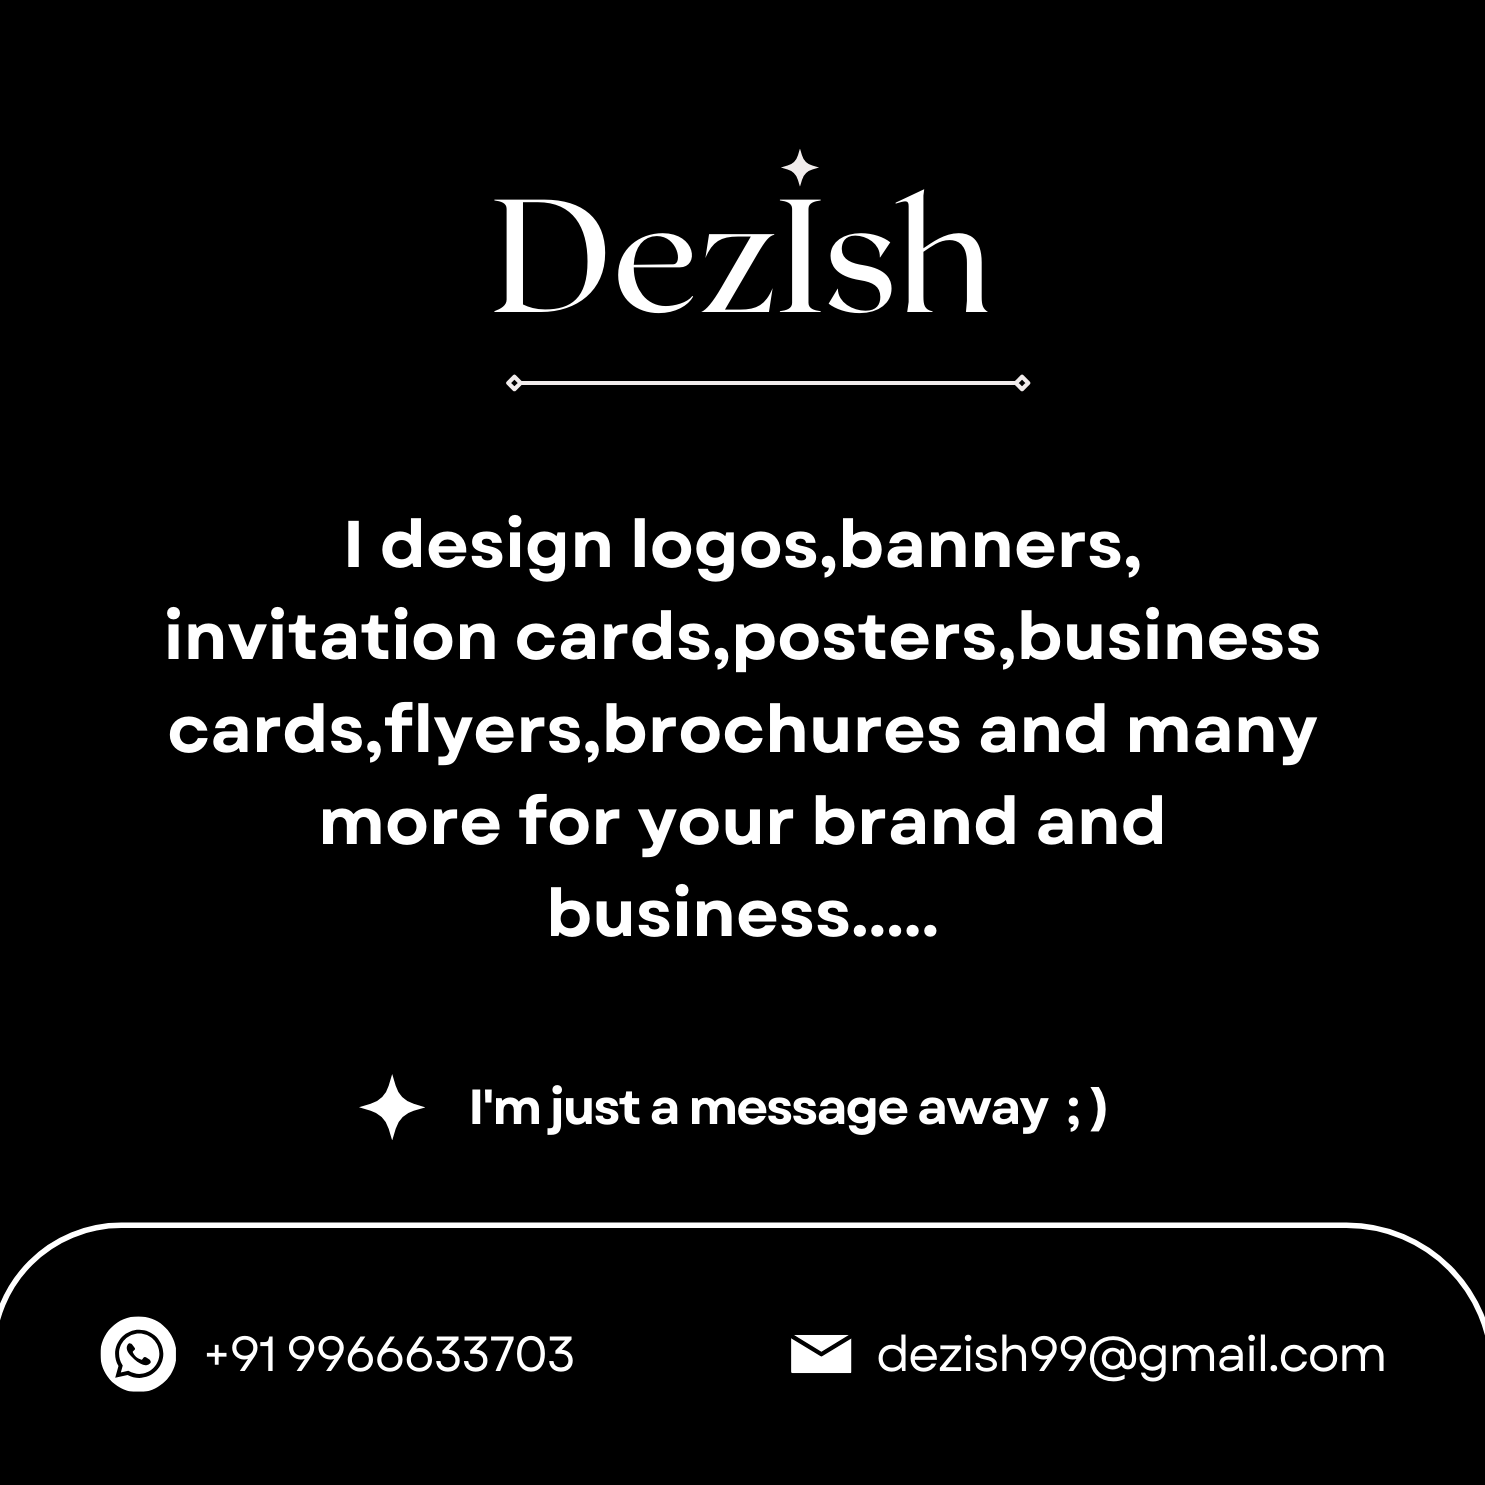 DezIsh
I design logos,banners,
invitation cards,posters,business
cards,flyers,brochures and many
more for your brand and
business.....
I'm just a message away ; )
+91 9966633703
dezish99@gmail.com